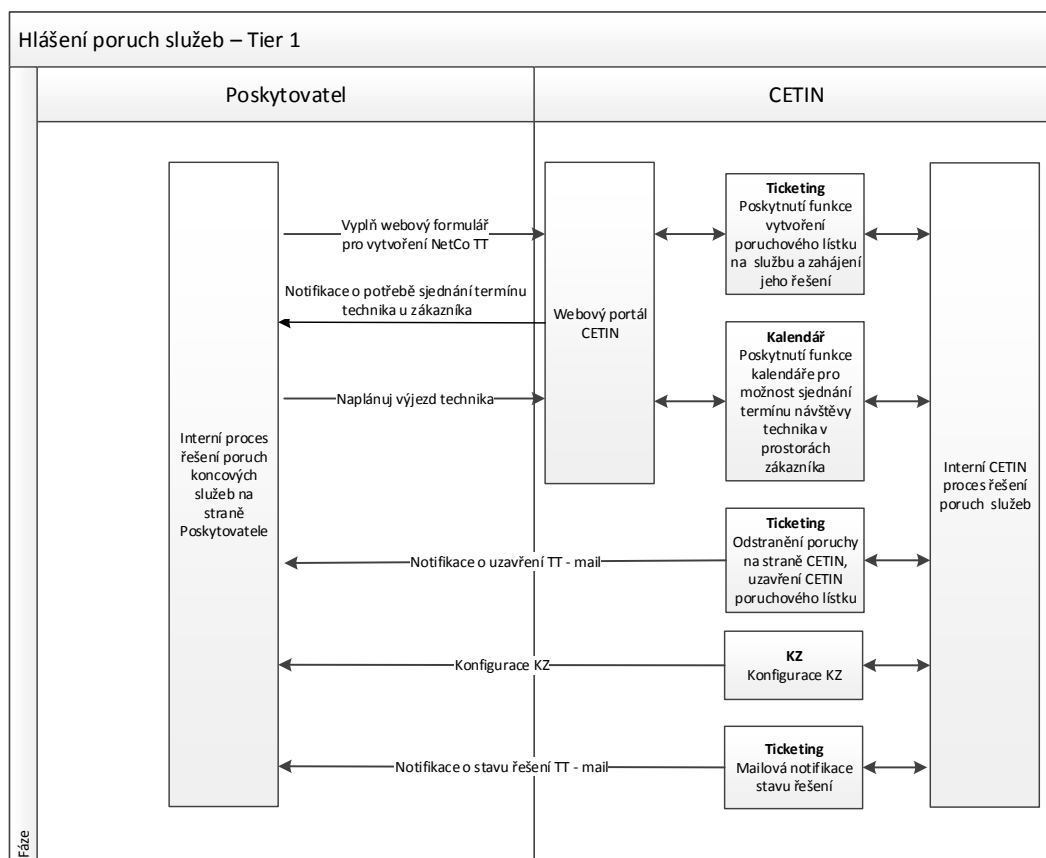 Hlášení poruch služeb – Tier 1
Poskytovatel
CETIN
Vyplň webový formulář
pro vytvoření NetCo TT
Notifikace o potřebě sjednání termínu
technika u zákazníka
Naplánuj výjezd technika
Interní proces
řešení poruch
koncových
služeb na
straně
Poskytovatele
Webový portál
CETIN
Ticketing
Poskytnutí funkce
vytvoření
poruchového lístku
na službu a zahájení
jeho řešení
Kalendář
Poskytnutí funkce
kalendáře pro
možnost sjednání
termínu návštěvy
technika v
prostorách
zákazníka
Interní CETIN
proces řešení
poruch služeb
Notifikace o uzavření TT - mail
Ticketing
Odstranění poruchy
na straně CETIN,
uzavření CETIN
poruchového lístku
Konfigurace KZ
KZ
Konfigurace KZ
Notifikace o stavu řešení TT - mail
Ticketing
Mailová notifikace
stavu řešení
Fáze